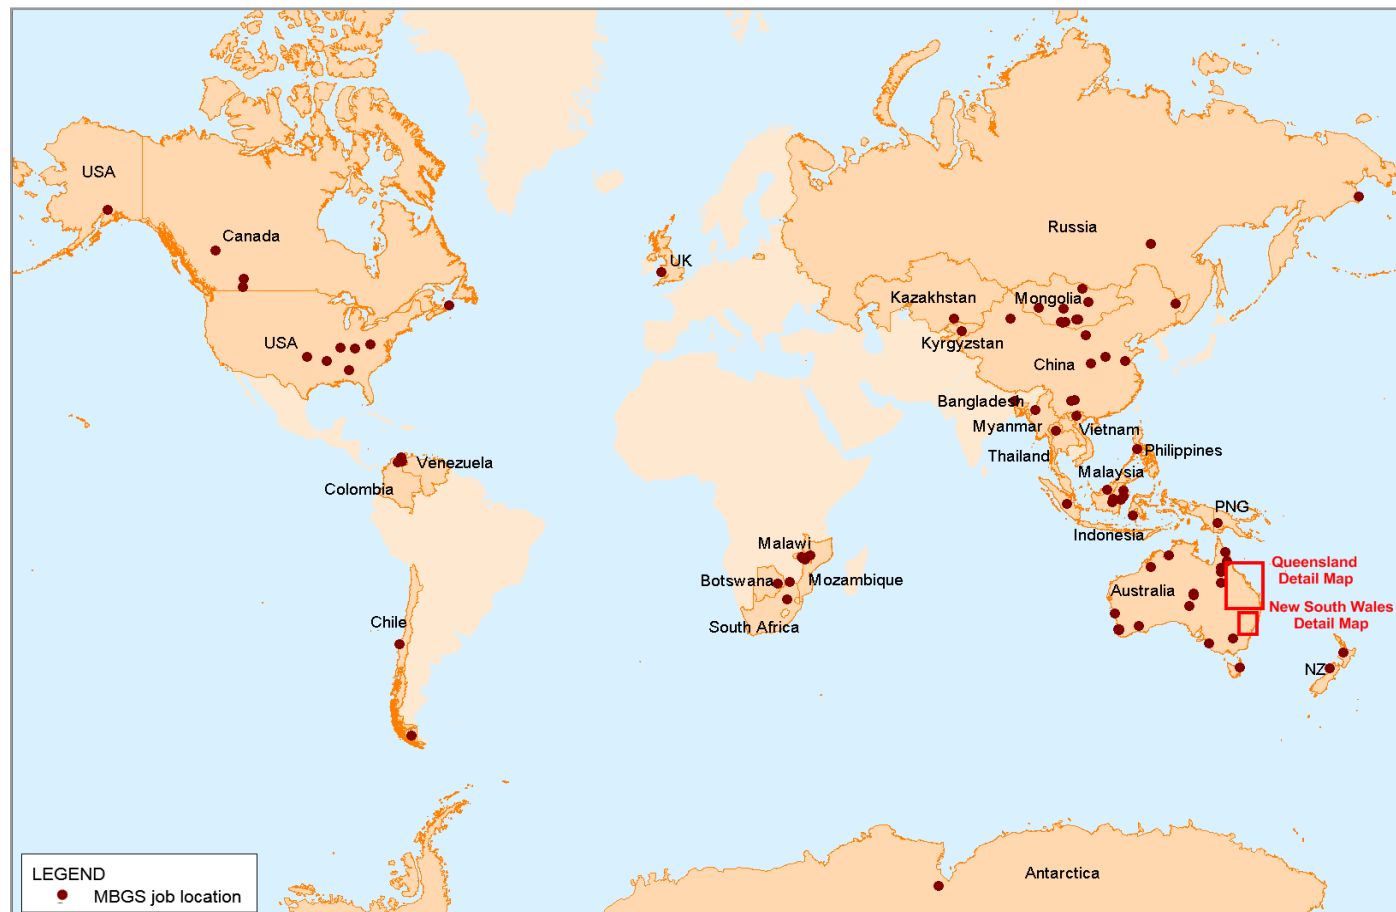 USA
Canada
Russia
UK
Kazakhstan
Mongolia
USA
Kyrgyzstan
China
Bangladesh
Myanmar
Vietnam
Thailand
Philippines
Venezuela
Malaysia
Colombia
PNG
Indonesia
Malawi
Queensland
Detail Map
Botswana
Mozambique
Australia
New South Wales
Detail Map
South Africa
Chile
NZ
LEGEND
MBGS job location
Antarctica